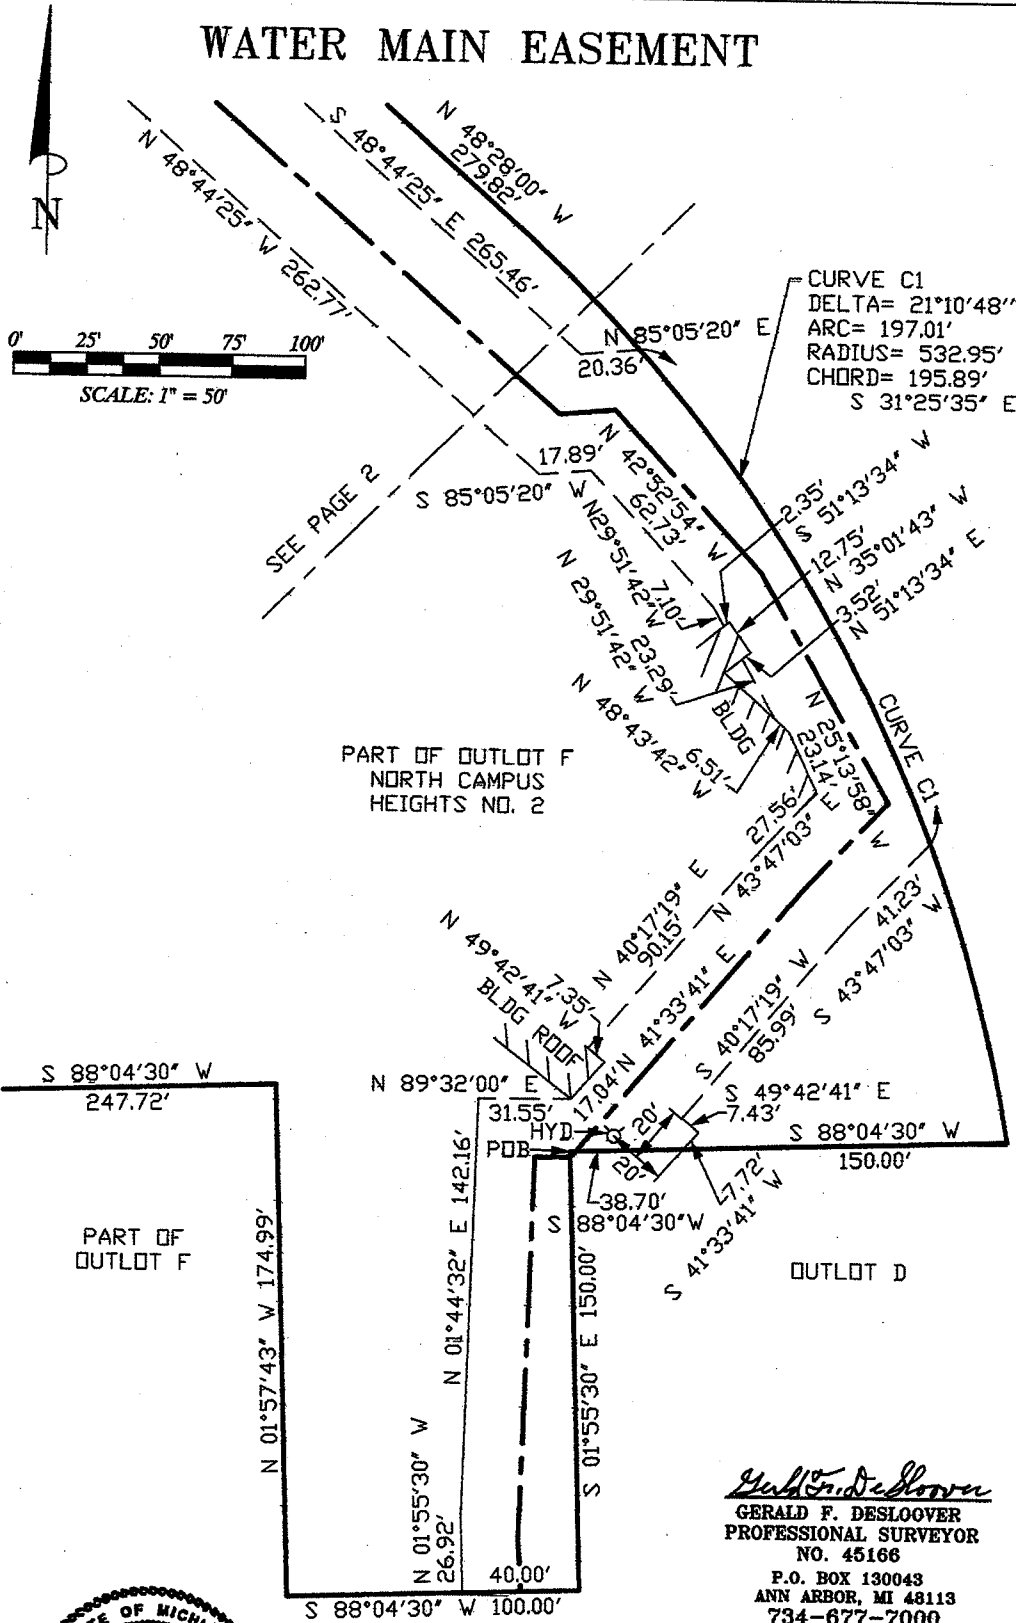 WATER MAIN EASEMENT
N
0' 25' 50' 75' 100'
SCALE: 1" = 50'
N 48°28'00" W
279.82'
S 48°44'25" E 265.46'
N 48°44'25" W 262.77'
CURVE C1
DELTA= 21°10'48"
ARC= 197.01'
RADIUS= 532.95'
CHORD= 195.89'
S 31°25'35" E
N 85°05'20" E
20.36'
17.89'
S 85°05'20" W
SEE PAGE 2
N 42°52'54" W
62.73'
2.35'
S 51°13'34" W
12.75'
N 35°01'43" W
3.52'
N 51°13'34" E
N29°51'42"W
7.10'
N 29°51'42" W
23.29'
N 48°43'42" W
6.51'
BLDG
N 25°13'58" W
23.14'
CURVE C1
PART OF OUTLOT F
NORTH CAMPUS
HEIGHTS NO. 2
27.56'
N 43°47'03" E
N 40°17'19" E
90.15'
N 49°42'41" W
7.35'
BLDG ROOF
N 41°33'41" E
17.04'
41.23'
S 43°47'03" W
S 40°17'19" W
85.99'
S 88°04'30" W
247.72'
N 89°32'00" E
31.55'
S 49°42'41" E
7.43'
HYD
20'
POB
20'
S 88°04'30" W
150.00'
38.70'
S 88°04'30"W
7.72'
S 41°33'41" W
PART OF
OUTLOT F
OUTLOT D
N 01°57'43" W 174.99'
N 01°44'32" E 142.16'
S 01°55'30" E 150.00'
N 01°55'30" W
26.92'
40.00'
S 88°04'30" W 100.00'
Gerald F. DeSloover
GERALD F. DESLOOVER
PROFESSIONAL SURVEYOR
NO. 45166
P.O. BOX 130043
ANN ARBOR, MI 48113
734-677-7000
OF MICH